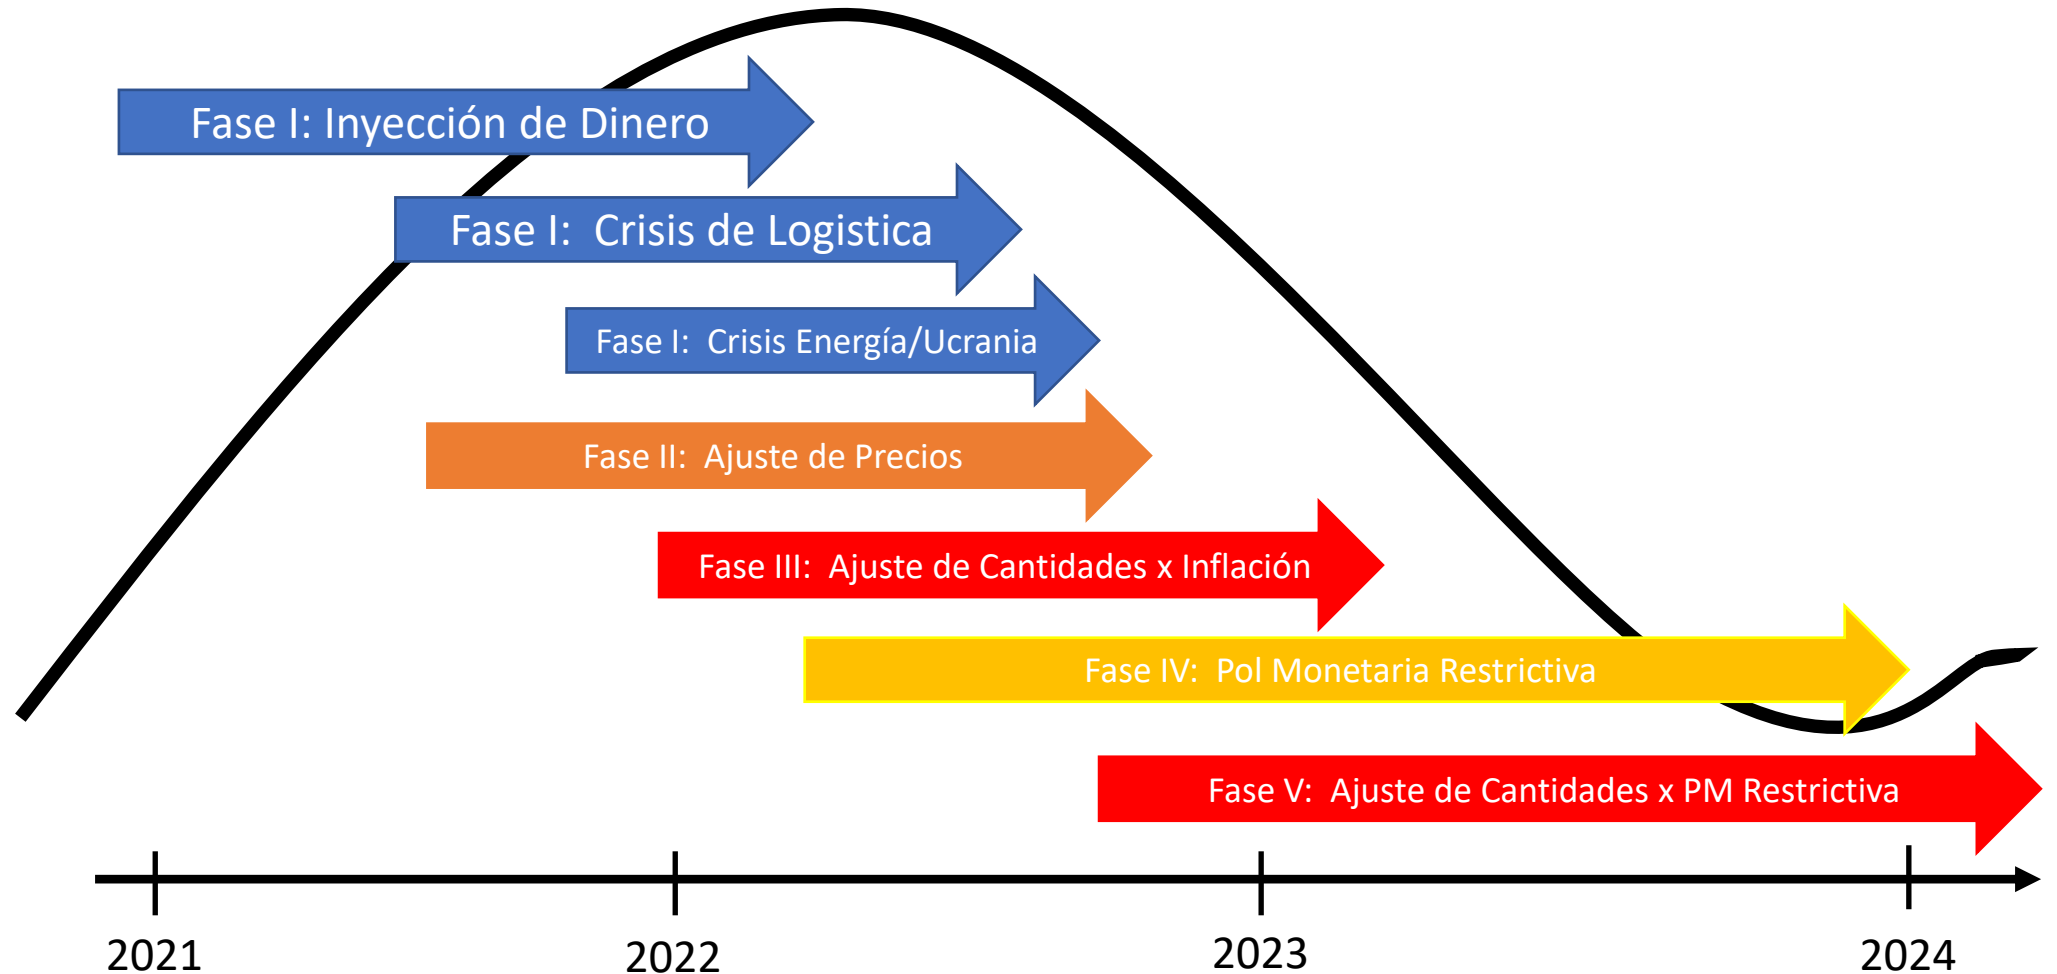 Fase I: Inyección de Dinero
Fase I: Crisis de Logistica
Fase I: Crisis Energía/Ucrania
Fase II: Ajuste de Precios
Fase III: Ajuste de Cantidades x Inflación
Fase IV: Pol Monetaria Restrictiva
Fase V: Ajuste de Cantidades x PM Restrictiva
2021 2022 2023 2024